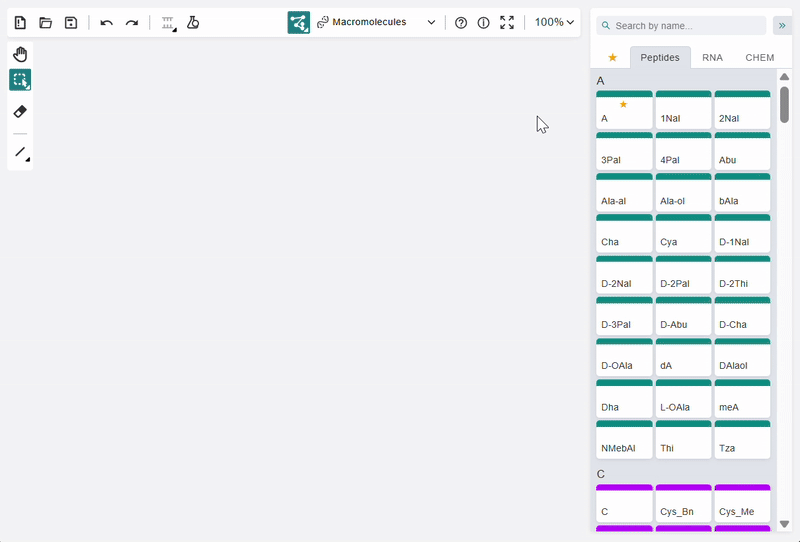 Macromolecules
100%
Search by name...
Peptides RNA CHEM
A
A 1Nal 2Nal
3Pal 4Pal Abu
Ala-al Ala-ol bAla
Cha Cya D-1Nal
D-2Nal D-2Pal D-2Thi
D-3Pal D-Abu D-Cha
D-OAla dA DAlaol
Dha L-OAla meA
NMebAl Thi Tza
C
C Cys_Bn Cys_Me